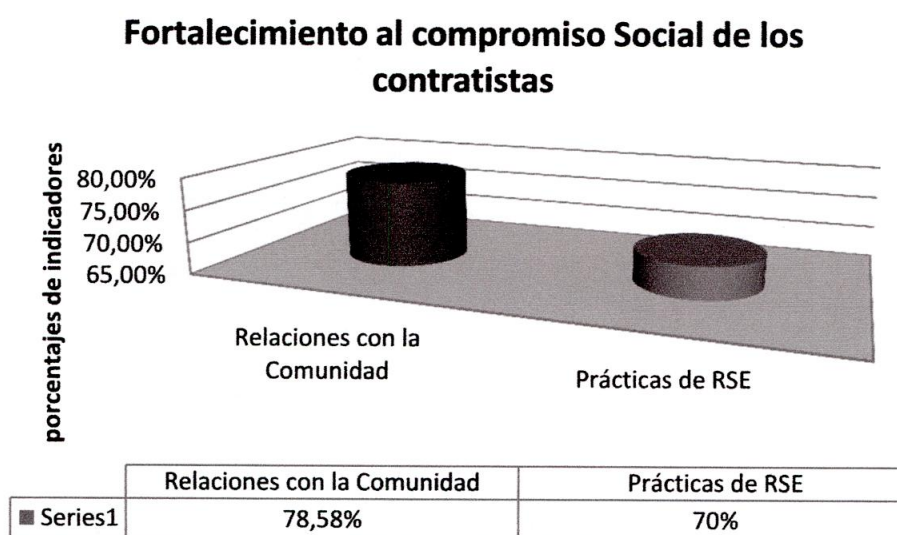 Fortalecimiento al compromiso Social de los
contratistas
porcentajes de indicadores
80,00%
75,00%
70,00%
65,00%
Relaciones con la
Comunidad
Prácticas de RSE
Relaciones con la Comunidad Prácticas de RSE
Series1 78,58% 70%